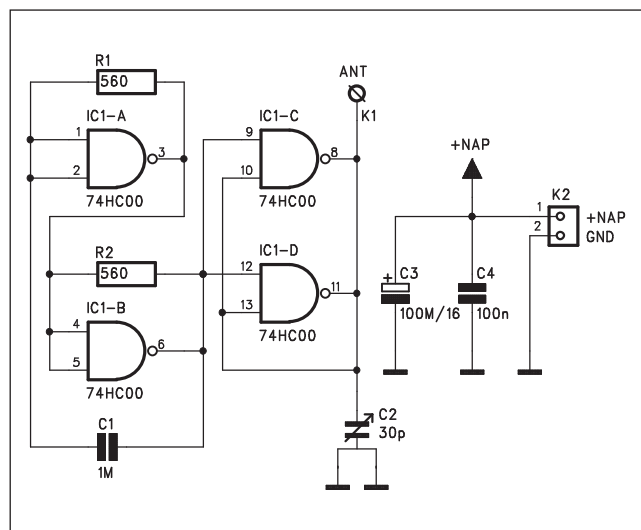 R1
560
IC1-A
1
2
3
74HC00
R2
560
IC1-B
4
5
6
74HC00
C1
1M
ANT
K1
IC1-C
9
10
8
74HC00
IC1-D
12
13
11
74HC00
C2
30p
+NAP
K2
1
2
+NAP
GND
+
C3
100M/16
C4
100n